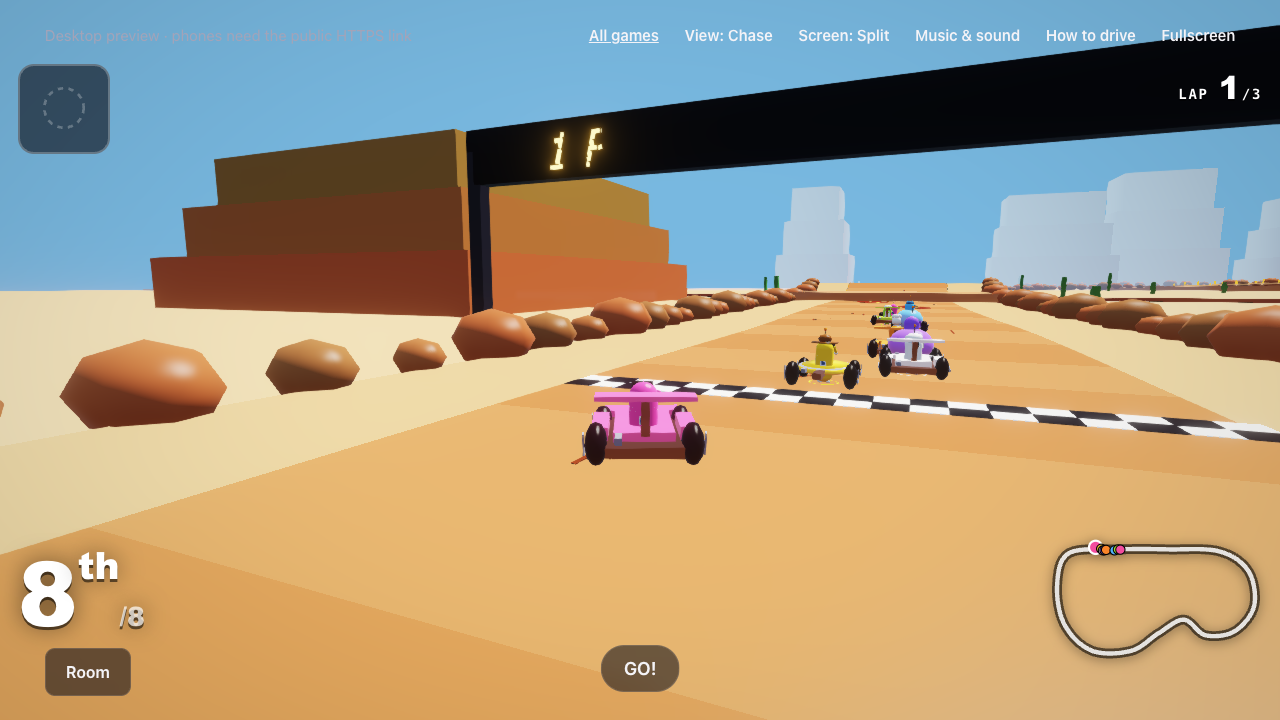 Desktop preview · phones need the public HTTPS
All games
View: Chase
Screen: Split
Music & sound
How to drive
Fullscreen
LAP 1/3
1 F
8th
/8
Room
GO!